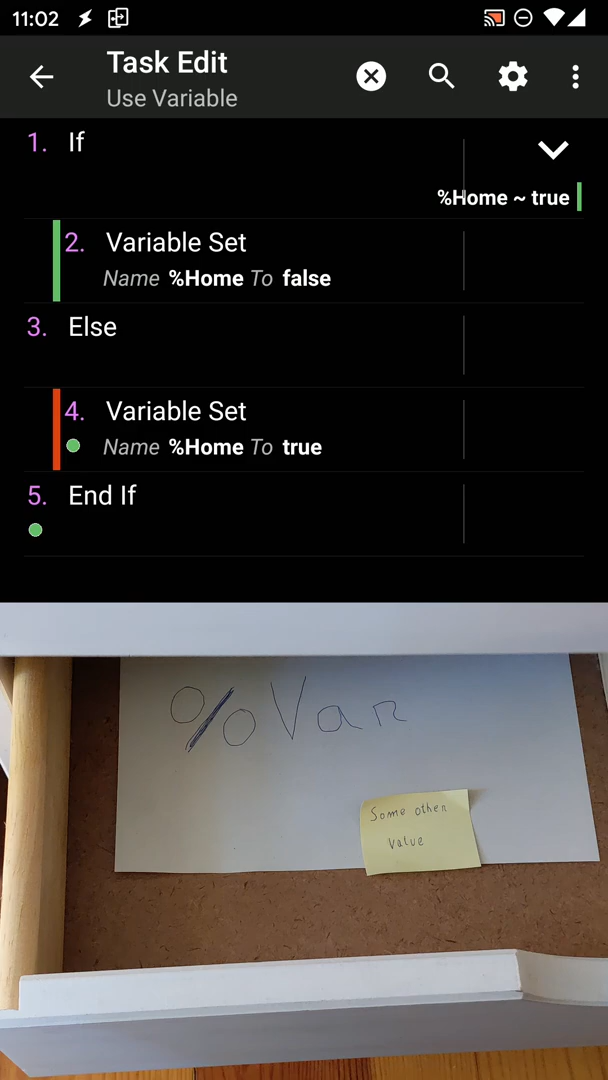 11:02
Task Edit
Use Variable
1. If
%Home ~ true
2. Variable Set
Name %Home To false
3. Else
4. Variable Set
Name %Home To true
5. End If
%Var
Some other
Value